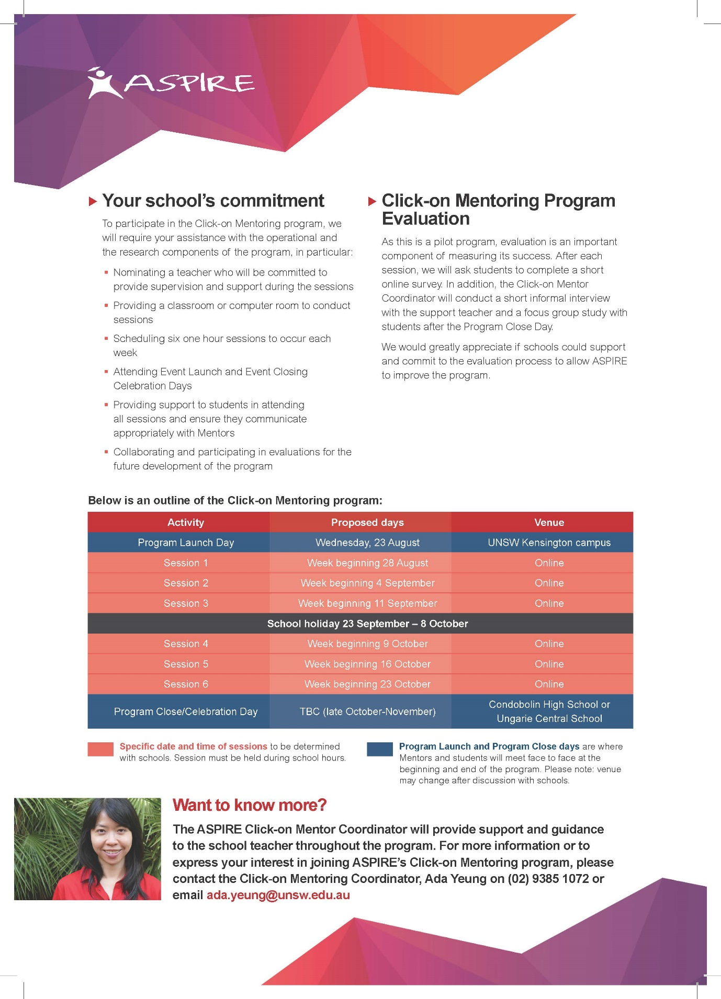 ASPIRE
Your school's commitment
To participate in the Click-on Mentoring program, we
will require your assistance with the operational and
the research components of the program, in particular:
▪ Nominating a teacher who will be committed to
provide supervision and support during the sessions
▪ Providing a classroom or computer room to conduct
sessions
▪ Scheduling six one hour sessions to occur each
week
▪ Attending Event Launch and Event Closing
Celebration Days
▪ Providing support to students in attending
all sessions and ensure they communicate
appropriately with Mentors
▪ Collaborating and participating in evaluations for the
future development of the program
Click-on Mentoring Program
Evaluation
As this is a pilot program, evaluation is an important
component of measuring its success. After each
session, we will ask students to complete a short
online survey. In addition, the Click-on Mentor
Coordinator will conduct a short informal interview
with the support teacher and a focus group study with
students after the Program Close Day.
We would greatly appreciate if schools could support
and commit to the evaluation process to allow ASPIRE
to improve the program.
Below is an outline of the Click-on Mentoring program:
Activity Proposed days Venue
Program Launch Day Wednesday, 23 August UNSW Kensington campus
Session 1 Week beginning 28 August Online
Session 2 Week beginning 4 September Online
Session 3 Week beginning 11 September Online
School holiday 23 September – 8 October
Session 4 Week beginning 9 October Online
Session 5 Week beginning 16 October Online
Session 6 Week beginning 23 October Online
Program Close/Celebration Day TBC (late October-November) Condobolin High School or
Ungarie Central School
Specific date and time of sessions to be determined
with schools. Session must be held during school hours.
Program Launch and Program Close days are where
Mentors and students will meet face to face at the
beginning and end of the program. Please note: venue
may change after discussion with schools.
Want to know more?
The ASPIRE Click-on Mentor Coordinator will provide support and guidance
to the school teacher throughout the program. For more information or to
express your interest in joining ASPIRE's Click-on Mentoring program, please
contact the Click-on Mentoring Coordinator, Ada Yeung on (02) 9385 1072 or
email ada.yeung@unsw.edu.au